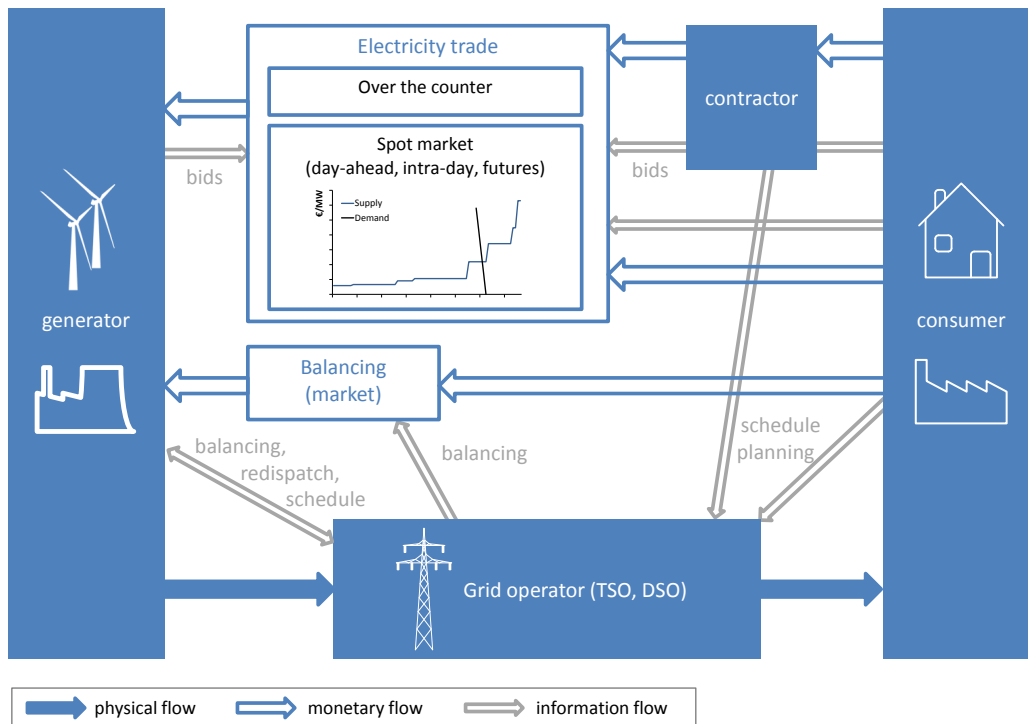 Electricity trade
Over the counter
Spot market
(day-ahead, intra-day, futures)
€/MW
Supply
Demand
contractor
bids
bids
generator
consumer
Balancing
(market)
balancing,
redispatch,
schedule
balancing
schedule
planning
Grid operator (TSO, DSO)
physical flow
monetary flow
information flow